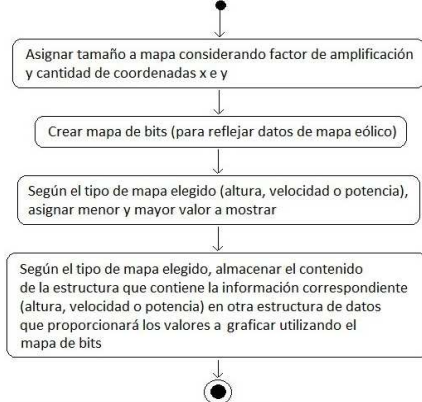 Asignar tamaño a mapa considerando factor de amplificación
y cantidad de coordenadas x e y
Crear mapa de bits (para reflejar datos de mapa eólico)
Según el tipo de mapa elegido (altura, velocidad o potencia),
asignar menor y mayor valor a mostrar
Según el tipo de mapa elegido, almacenar el contenido
de la estructura que contiene la información correspondiente
(altura, velocidad o potencia) en otra estructura de datos
que proporcionará los valores a graficar utilizando el
mapa de bits